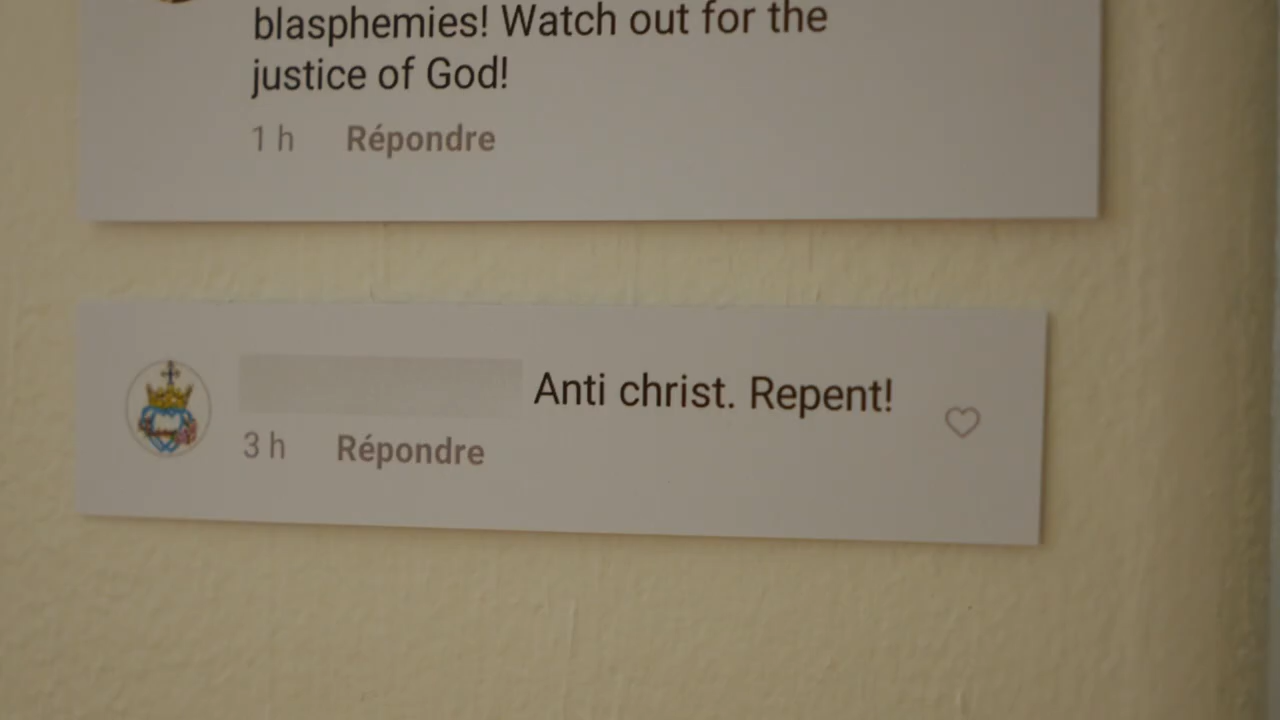 blasphemies! Watch out for the
justice of God!
1 h Répondre
Anti christ. Repent!
3 h Répondre